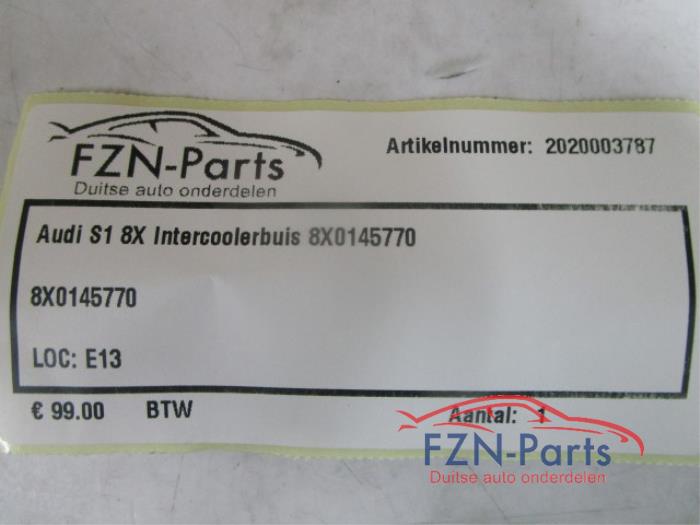 FZN-Parts
Duitse auto onderdelen
Artikelnummer: 2020003787
Audi S1 8X Intercoolerbuis 8X0145770
8X0145770
LOC: E13
€ 99.00 BTW Aantal: 1
FZN-Parts
Duitse auto onderdelen